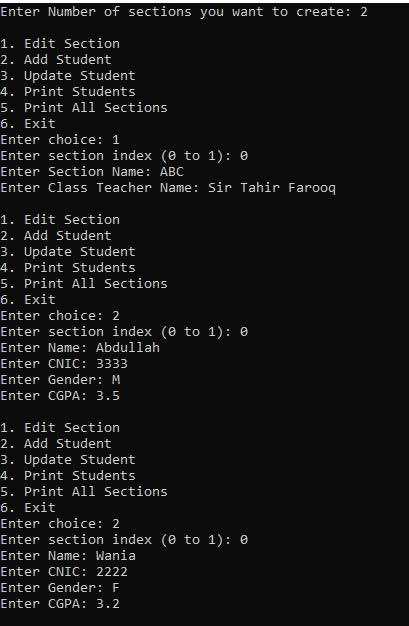 Enter Number of sections you want to create: 2

1. Edit Section
2. Add Student
3. Update Student
4. Print Students
5. Print All Sections
6. Exit
Enter choice: 1
Enter section index (0 to 1): 0
Enter Section Name: ABC
Enter Class Teacher Name: Sir Tahir Farooq

1. Edit Section
2. Add Student
3. Update Student
4. Print Students
5. Print All Sections
6. Exit
Enter choice: 2
Enter section index (0 to 1): 0
Enter Name: Abdullah
Enter CNIC: 3333
Enter Gender: M
Enter CGPA: 3.5

1. Edit Section
2. Add Student
3. Update Student
4. Print Students
5. Print All Sections
6. Exit
Enter choice: 2
Enter section index (0 to 1): 0
Enter Name: Wania
Enter CNIC: 2222
Enter Gender: F
Enter CGPA: 3.2